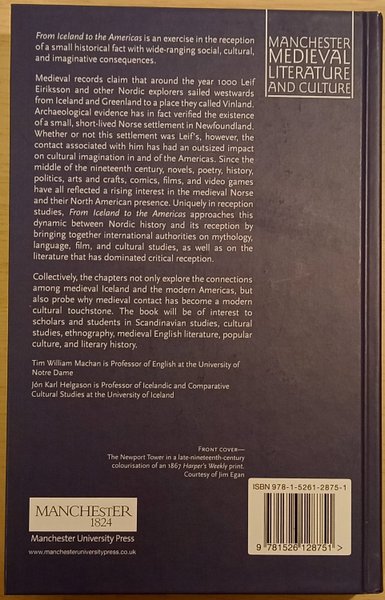 From Iceland to the Americas is an exercise in the reception
of a small historical fact with wide-ranging social, cultural,
and imaginative consequences.
Medieval records claim that around the year 1000 Leif
Eiriksson and other Nordic explorers sailed westwards
from Iceland and Greenland to a place they called Vinland.
Archaeological evidence has in fact verified the existence
of a small, short-lived Norse settlement in Newfoundland.
Whether or not this settlement was Leif's, however, the
contact associated with him has had an outsized impact
on cultural imagination in and of the Americas. Since the
middle of the nineteenth century, novels, poetry, history,
politics, arts and crafts, comics, films, and video games
have all reflected a rising interest in the medieval Norse
and their North American presence. Uniquely in reception
studies, From Iceland to the Americas approaches this
dynamic between Nordic history and its reception by
bringing together international authorities on mythology,
language, film, and cultural studies, as well as on the
literature that has dominated critical reception.
Collectively, the chapters not only explore the connections
among medieval Iceland and the modern Americas, but
also probe why medieval contact has become a modern
cultural touchstone. The book will be of interest to
scholars and students in Scandinavian studies, cultural
studies, ethnography, medieval English literature, popular
culture, and literary history.
Tim William Machan is Professor of English at the University of
Notre Dame
Jón Karl Helgason is Professor of Icelandic and Comparative
Cultural Studies at the University of Iceland
MANCHESTER
MEDIEVAL
LITERATURE
AND CULTURE
FRONT COVER—
The Newport Tower in a late-nineteenth-century
colourisation of an 1867 Harper's Weekly print.
Courtesy of Jim Egan
MANCHESTER
1824
Manchester University Press
www.manchesteruniversitypress.co.uk
ISBN 978-1-5261-2875-1
9 781526 128751 >